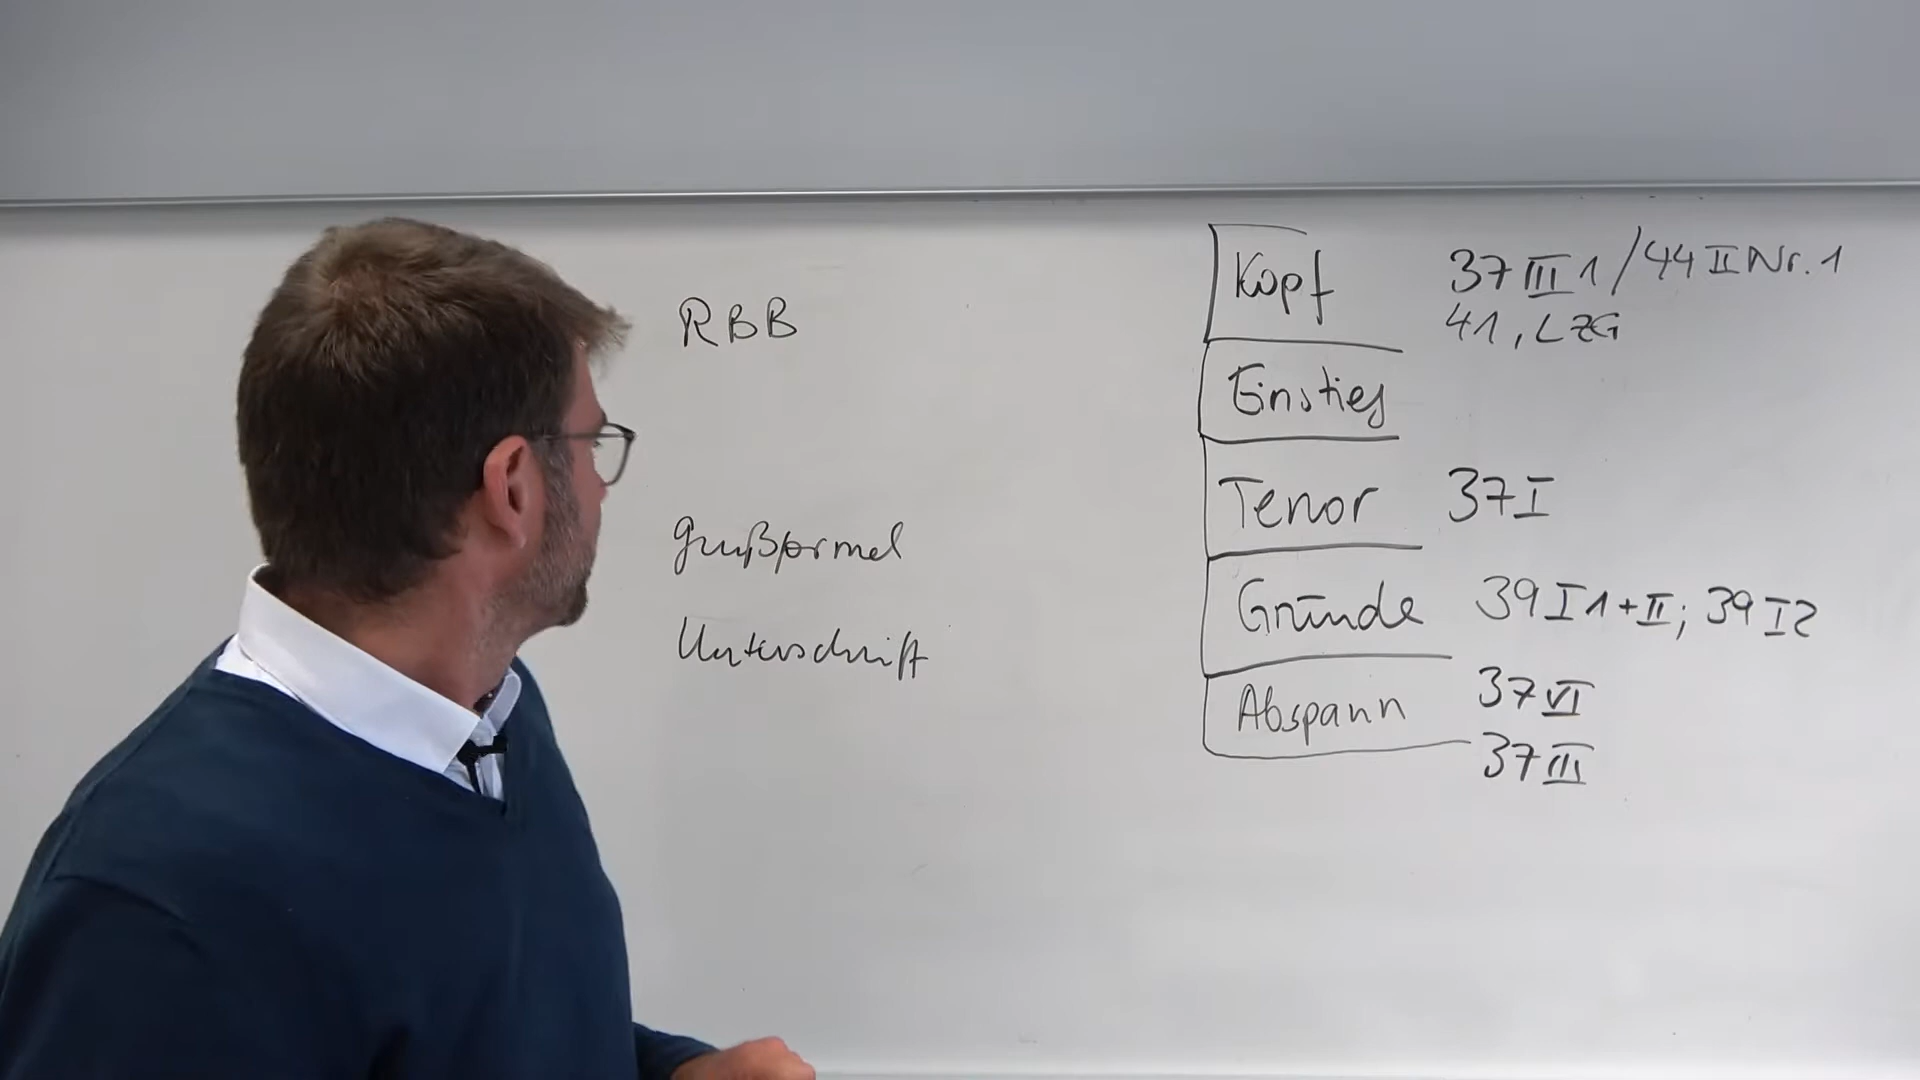 RBB
Grußformel
Unterschrift
Kopf 37 III 1 / 44 II Nr. 1
41, LZG
Einstieg
Tenor 37 I
Gründe 39 I 1 + II; 39 I 2
Abspann 37 VI
37 III